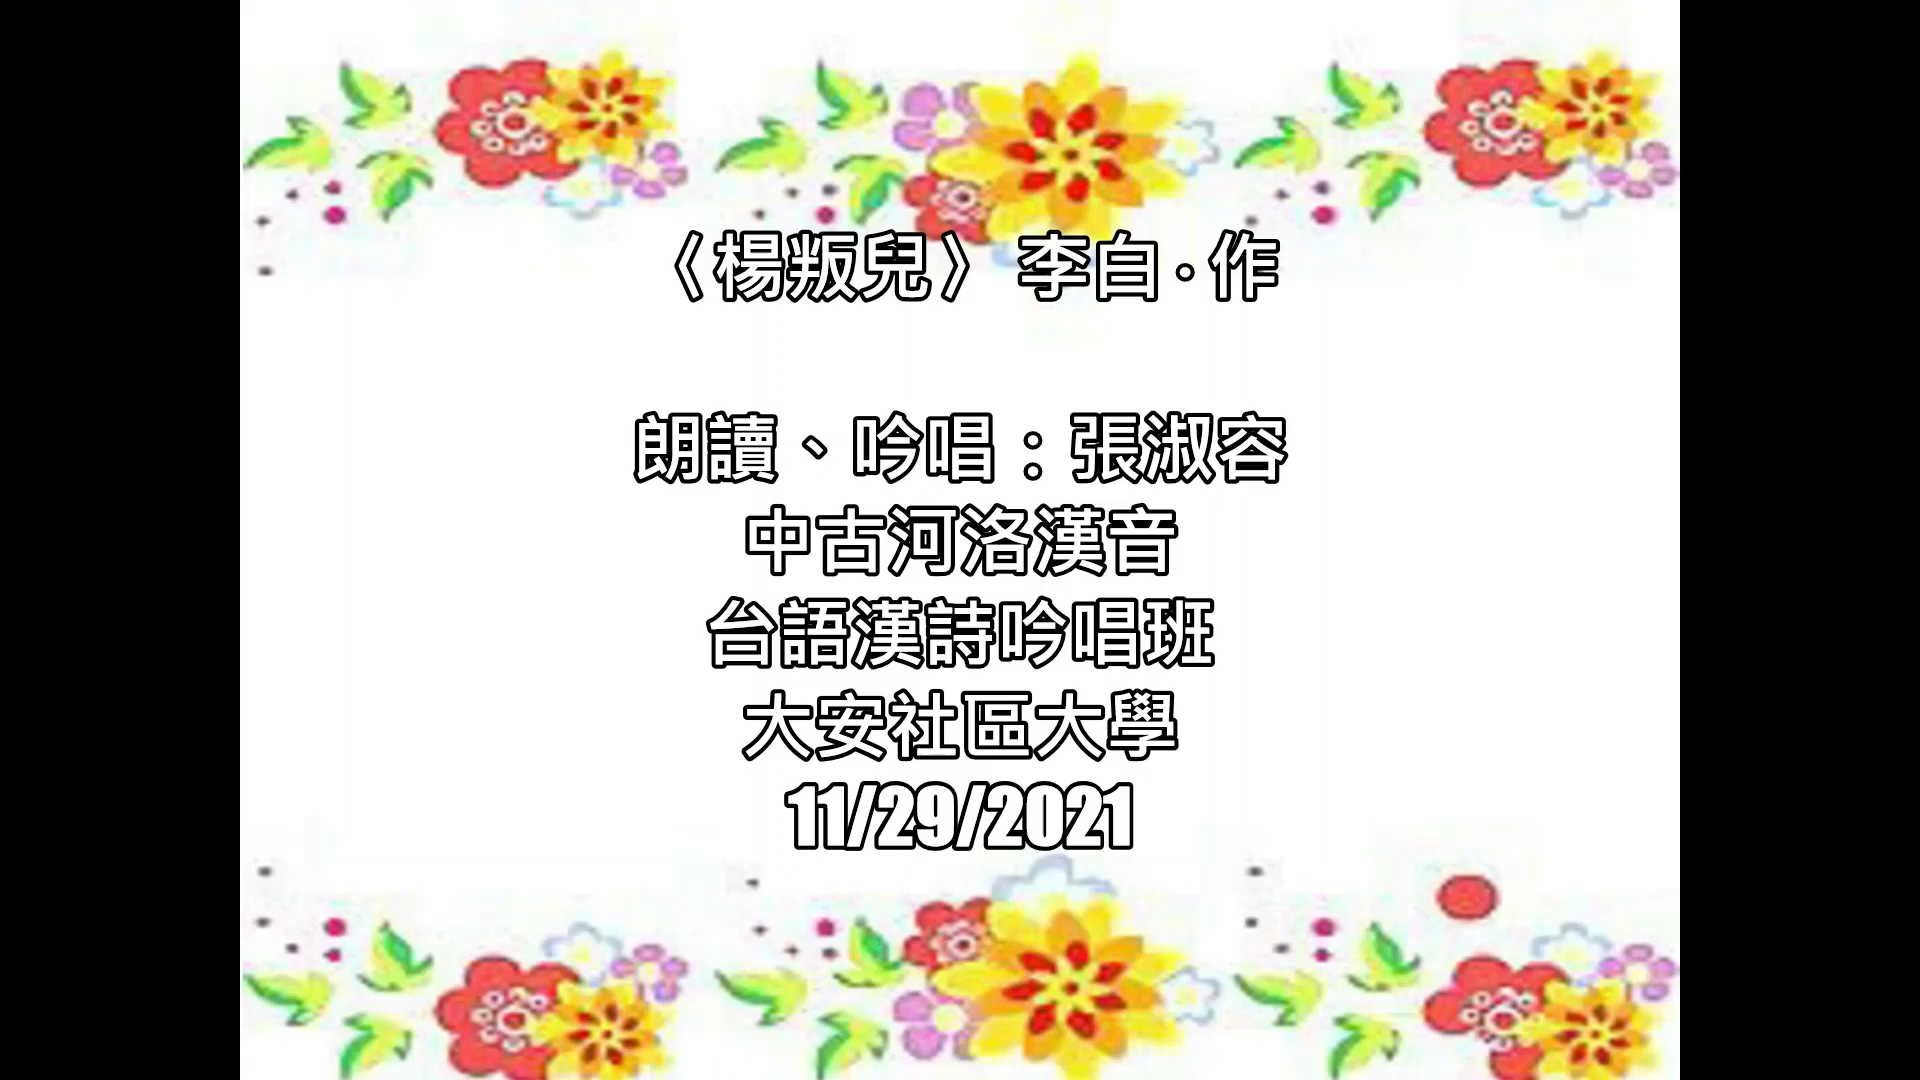 〈楊叛兒〉 李白·作
朗讀、吟唱：張淑容
中古河洛漢音
台語漢詩吟唱班
大安社區大學
11/29/2021